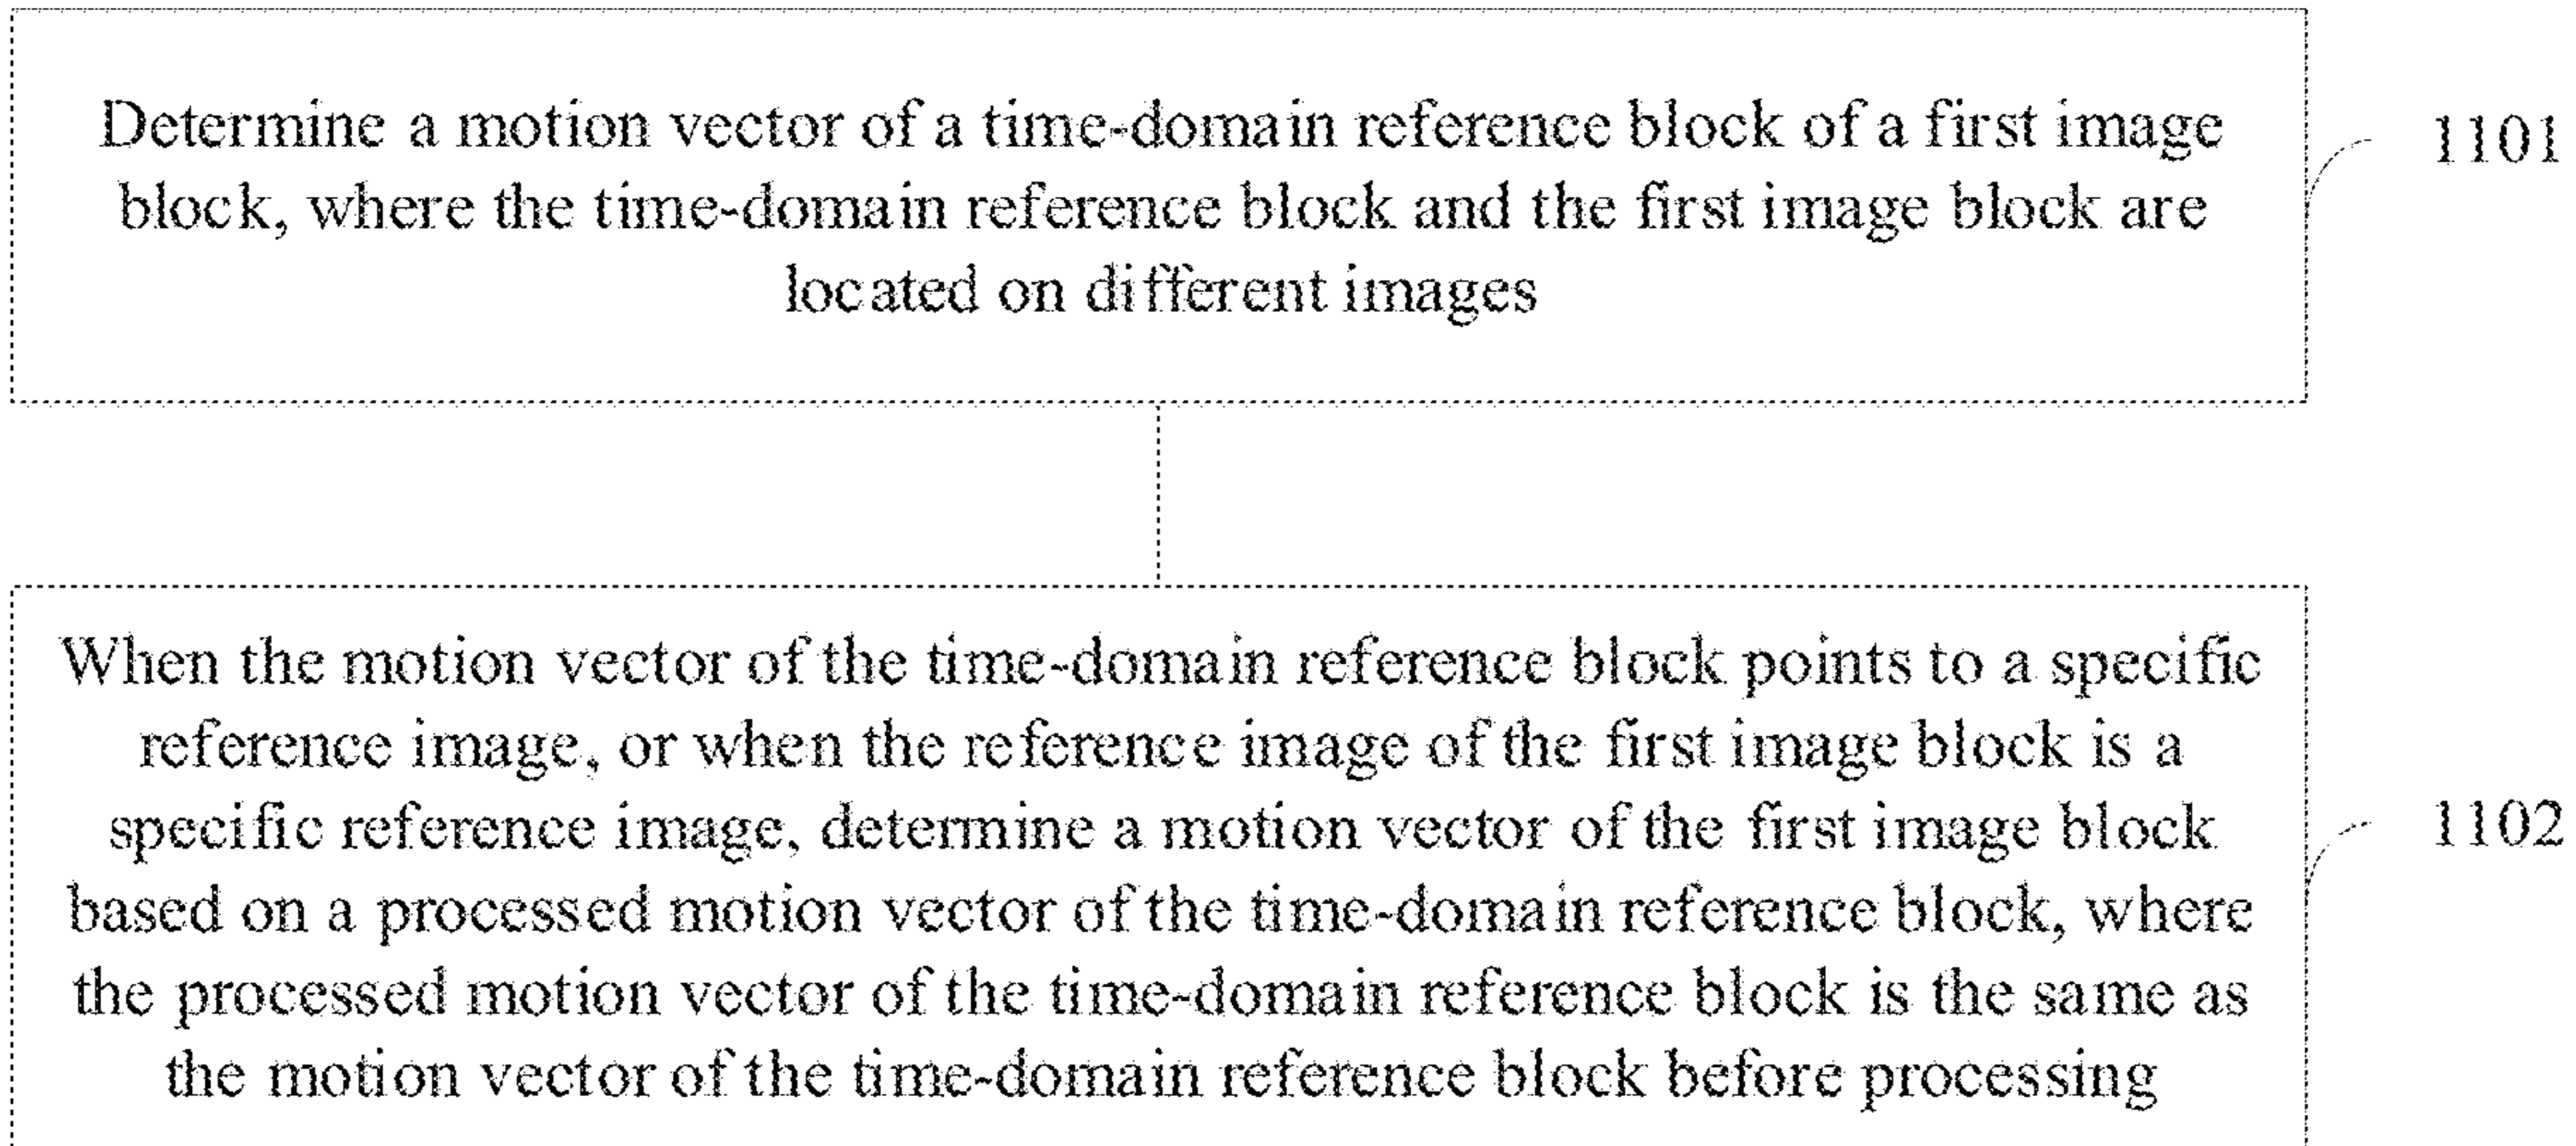 Determine a motion vector of a time-domain reference block of a first image
block, where the time-domain reference block and the first image block are
located on different images
1101
When the motion vector of the time-domain reference block points to a specific
reference image, or when the reference image of the first image block is a
specific reference image, determine a motion vector of the first image block
based on a processed motion vector of the time-domain reference block, where
the processed motion vector of the time-domain reference block is the same as
the motion vector of the time-domain reference block before processing
1102